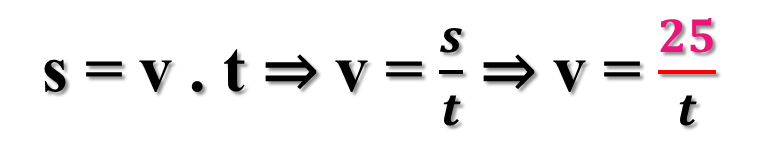 s = v . t ⇒ v = s/t ⇒ v = 25/t